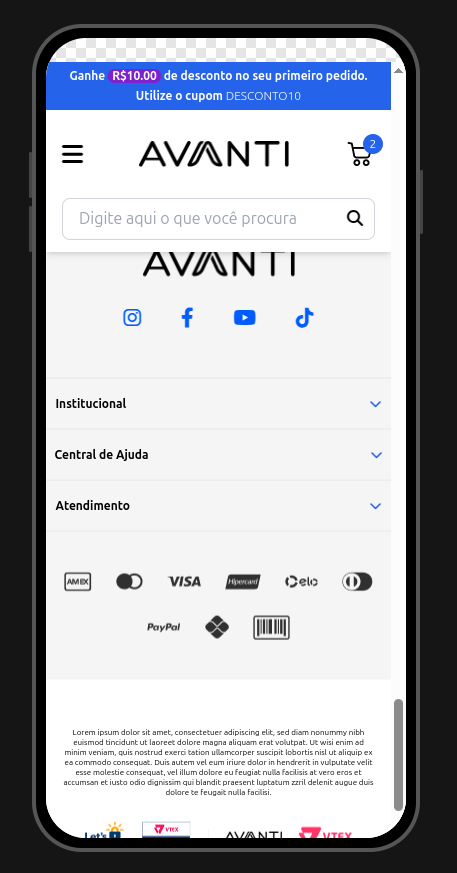 Ganhe R$10.00 de desconto no seu primeiro pedido.
Utilize o cupom DESCONTO10
AVANTI
2
Digite aqui o que você procura
AVANTI
Institucional
Central de Ajuda
Atendimento
AMEX VISA Hipercard elo
PayPal
Lorem ipsum dolor sit amet, consectetuer adipiscing elit, sed diam nonummy nibh
euismod tincidunt ut laoreet dolore magna aliquam erat volutpat. Ut wisi enim ad
minim veniam, quis nostrud exerci tation ullamcorper suscipit lobortis nisl ut aliquip ex
ea commodo consequat. Duis autem vel eum iriure dolor in hendrerit in vulputate velit
esse molestie consequat, vel illum dolore eu feugiat nulla facilisis at vero eros et
accumsan et iusto odio dignissim qui blandit praesent luptatum zzril delenit augue duis
dolore te feugait nulla facilisi.
Let's VTEX AVANTI VTEX